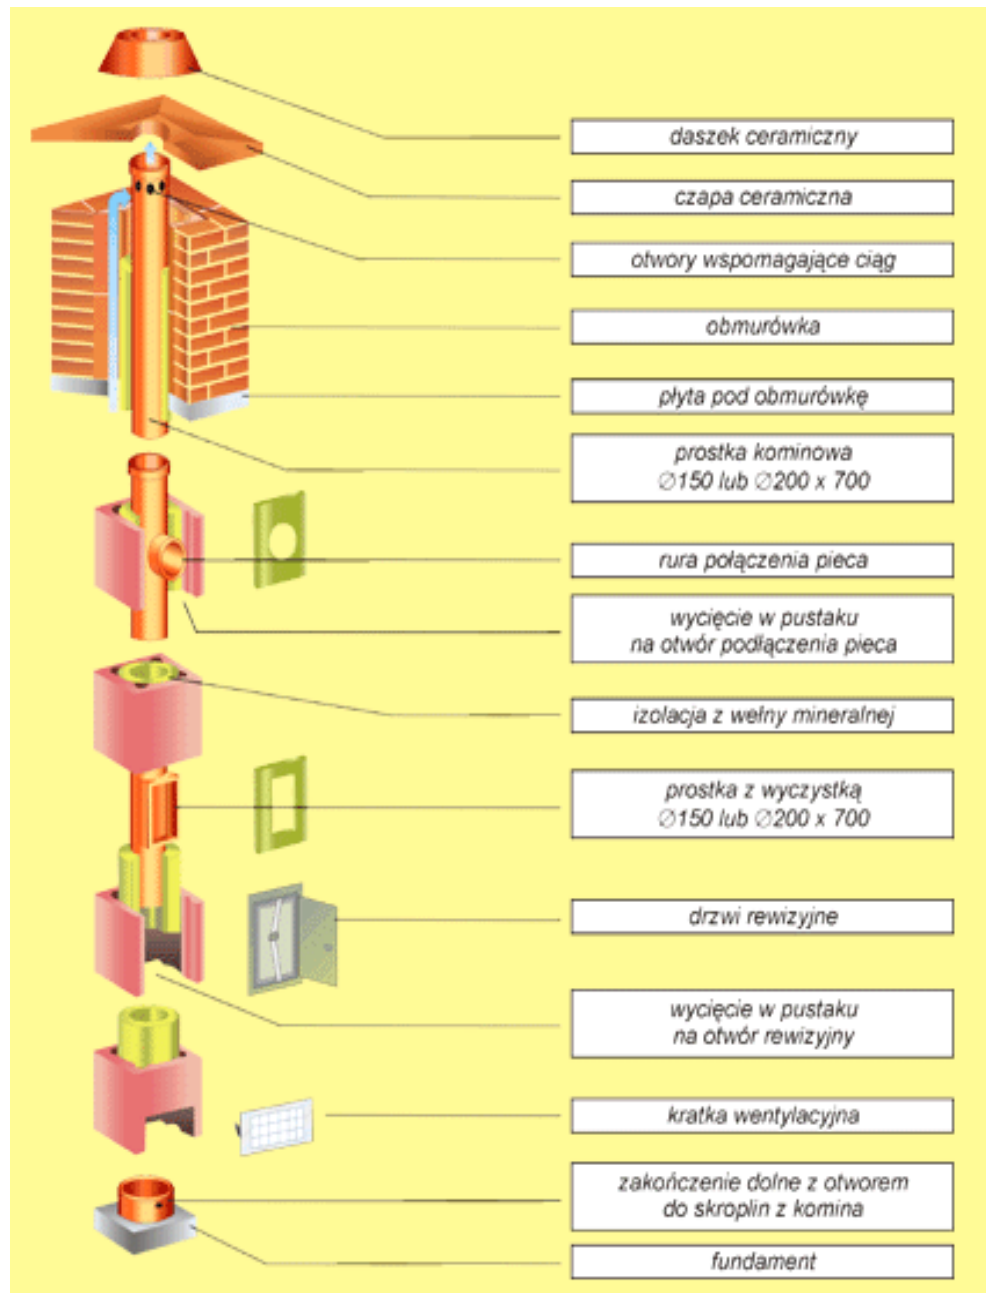 daszek ceramiczny
czapa ceramiczna
otwory wspomagające ciąg
obmurówka
płyta pod obmurówkę
prostka kominowa
∅150 lub ∅200 x 700
rura połączenia pieca
wycięcie w pustaku
na otwór podłączenia pieca
izolacja z wełny mineralnej
prostka z wyczystką
∅150 lub ∅200 x 700
drzwi rewizyjne
wycięcie w pustaku
na otwór rewizyjny
kratka wentylacyjna
zakończenie dolne z otworem
do skroplin z komina
fundament